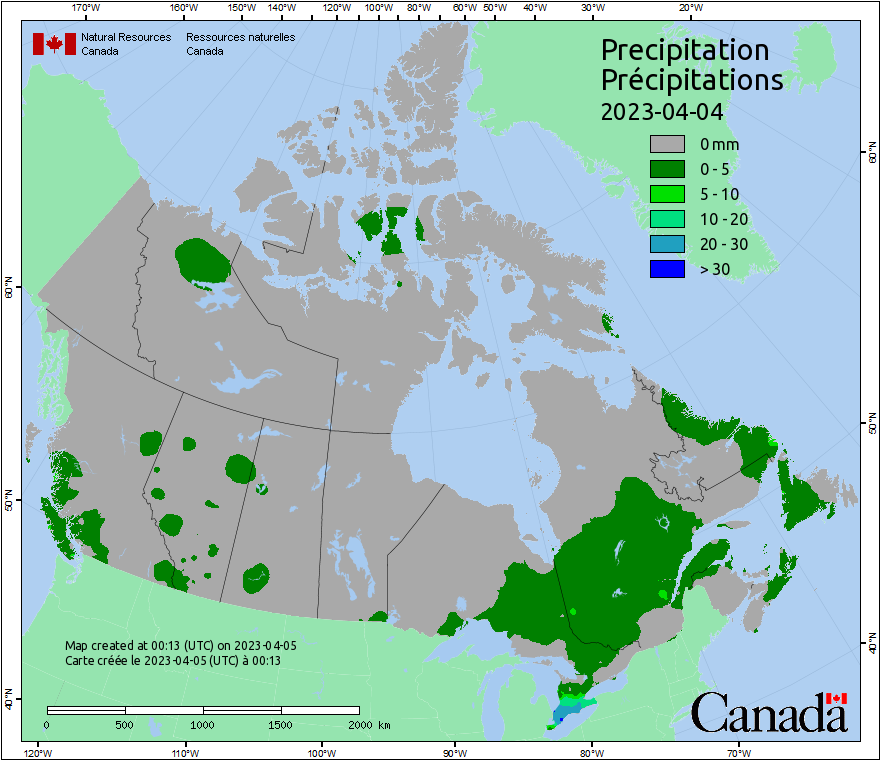 170°W 160°W 150°W 140°W 120°W 100°W 80°W 60°W 50°W 40°W 30°W 20°W
Natural Resources Ressources naturelles
Canada Canada
Precipitation
Précipitations
2023-04-04
0 mm
0 - 5
5 - 10
10 - 20
20 - 30
> 30
60°N 60°N
50°N 50°N
40°N 40°N
Map created at 00:13 (UTC) on 2023-04-05
Carte créée le 2023-04-05 (UTC) à 00:13
0 500 1000 1500 2000 km
Canada
120°W 110°W 100°W 90°W 80°W 70°W